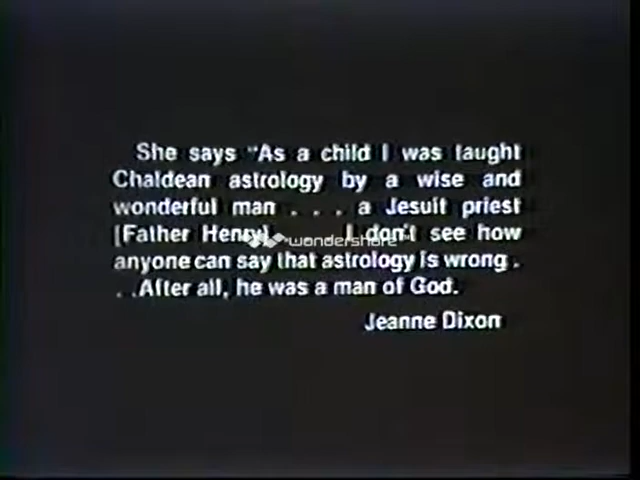 She says "As a child I was taught
Chaldean astrology by a wise and
wonderful man . . . a Jesuit priest
[Father Henry] . . . I don't see how
anyone can say that astrology is wrong .
. .After all, he was a man of God.
Jeanne Dixon
wondershare